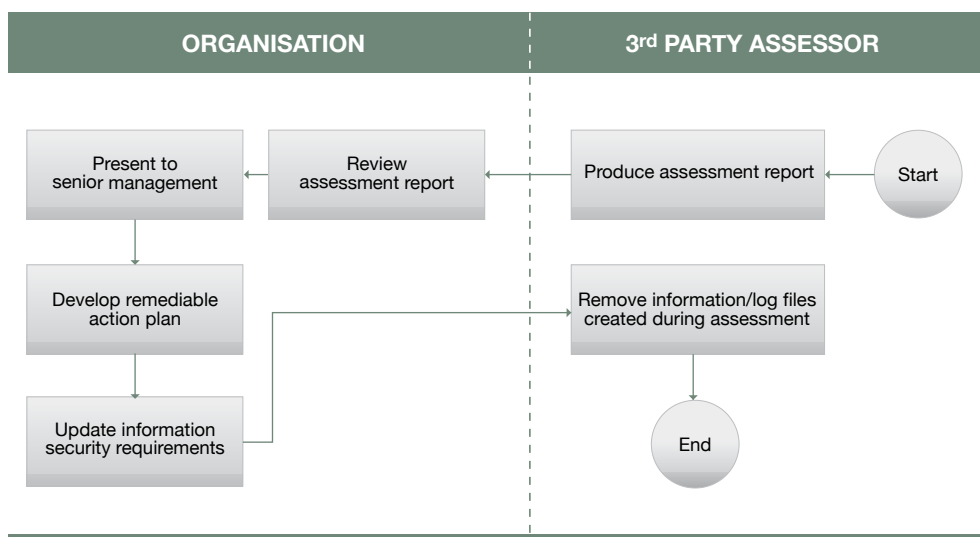 ORGANISATION
3rd PARTY ASSESSOR
Present to
senior management
Review
assessment report
Produce assessment report
Start
Develop remediable
action plan
Remove information/log files
created during assessment
Update information
security requirements
End